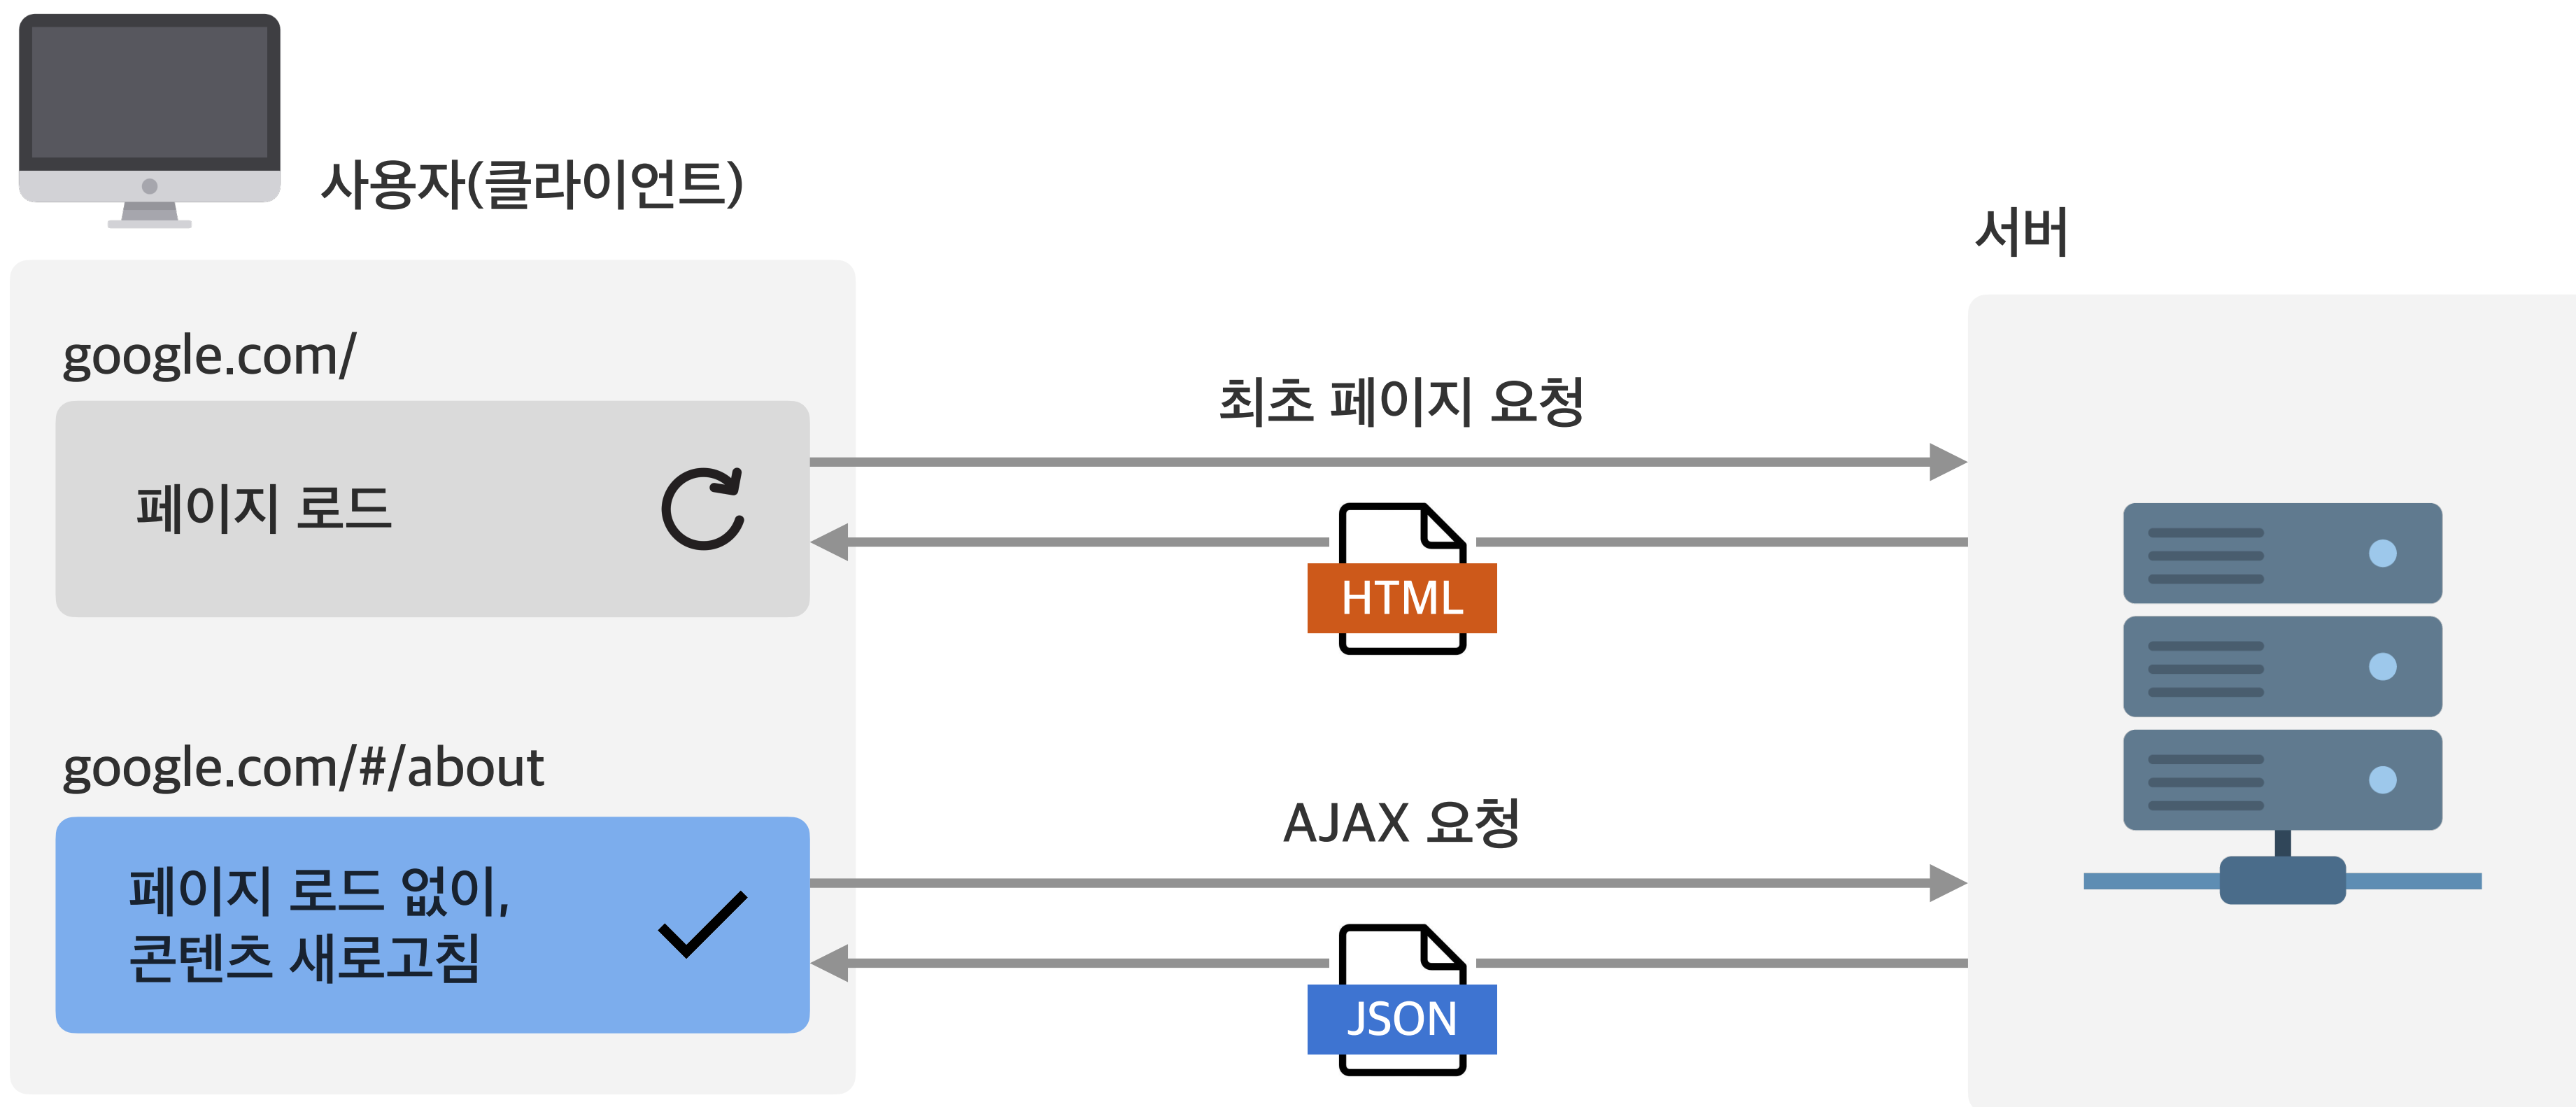 사용자(클라이언트)
서버
google.com/
페이지 로드
최초 페이지 요청
HTML
google.com/#/about
페이지 로드 없이,
콘텐츠 새로고침
AJAX 요청
JSON